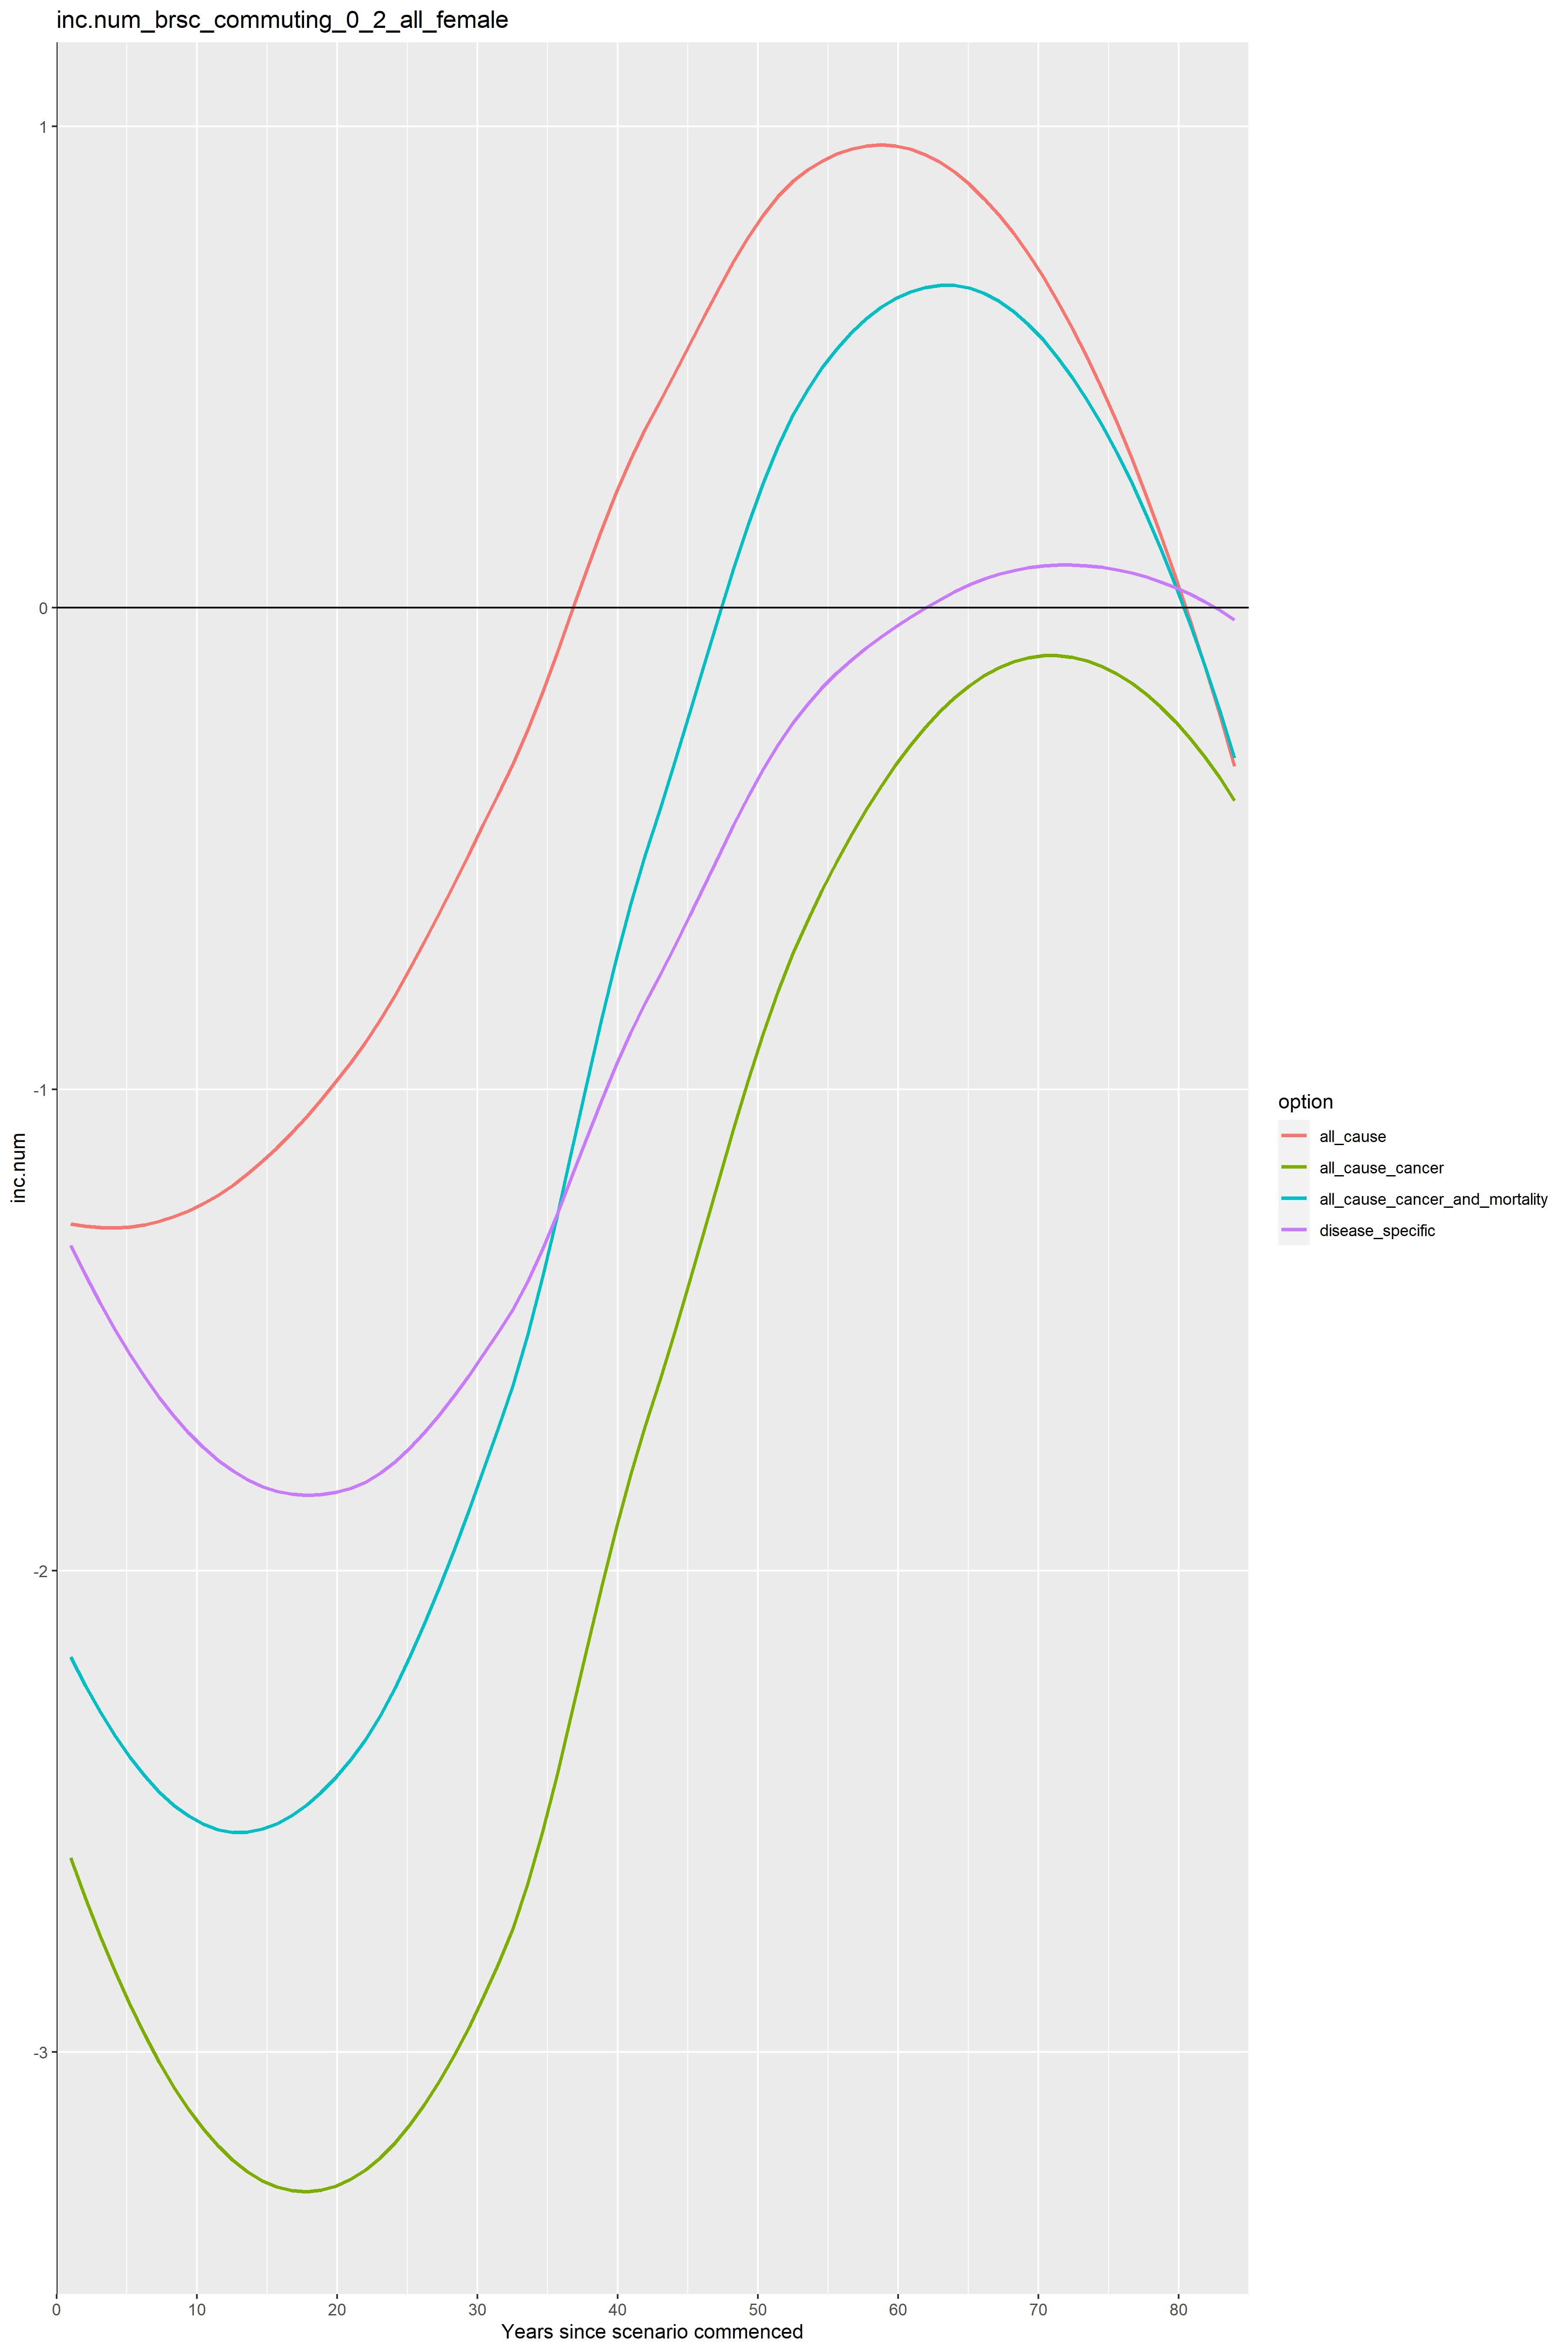 inc.num_brsc_commuting_0_2_all_female
1
0
-1
-2
-3
inc.num
0 10 20 30 40 50 60 70 80
Years since scenario commenced
option
all_cause
all_cause_cancer
all_cause_cancer_and_mortality
disease_specific